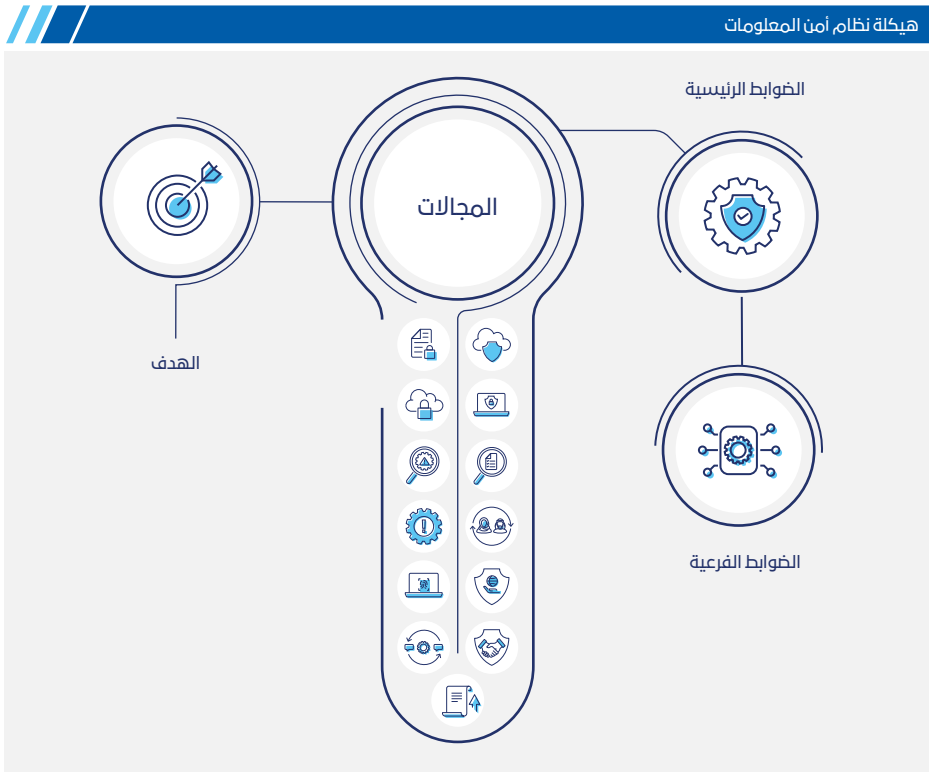 هيكلة نظام أمن المعلومات
الضوابط الرئيسية
المجالات
الهدف
الضوابط الفرعية